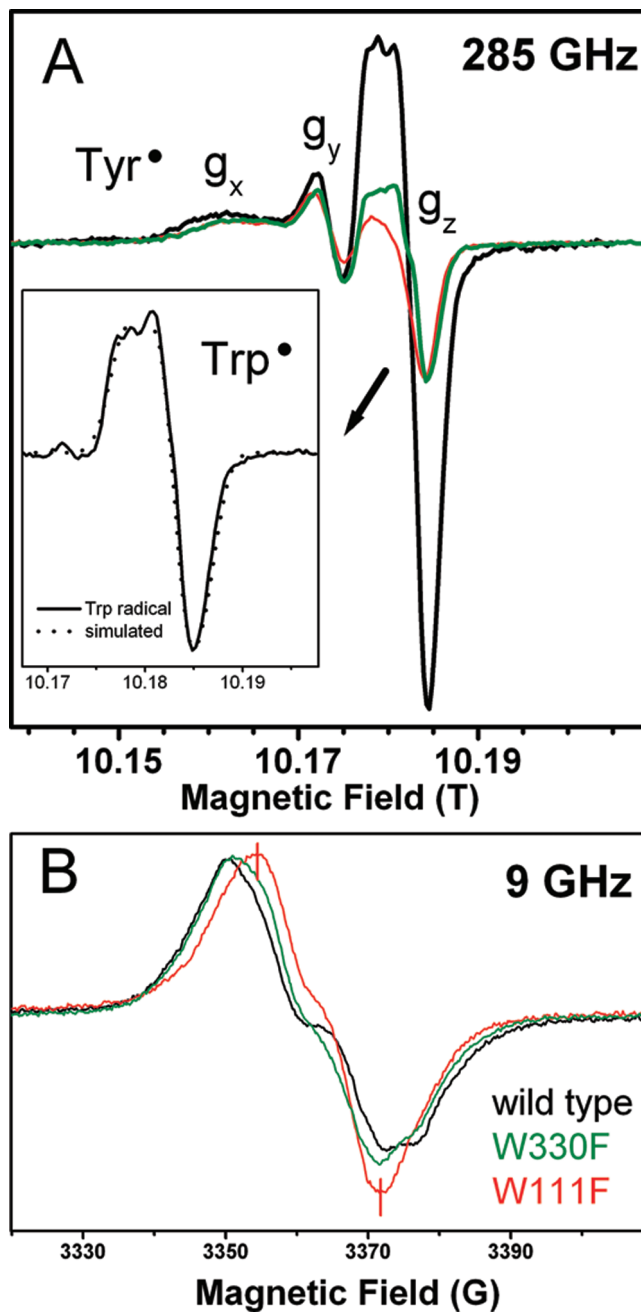 A
285 GHz
Tyr●
gx
gy
gz
Trp●
Trp radical
simulated
10.17 10.18 10.19
10.15 10.17 10.19
Magnetic Field (T)
B
9 GHz
wild type
W330F
W111F
3330 3350 3370 3390
Magnetic Field (G)